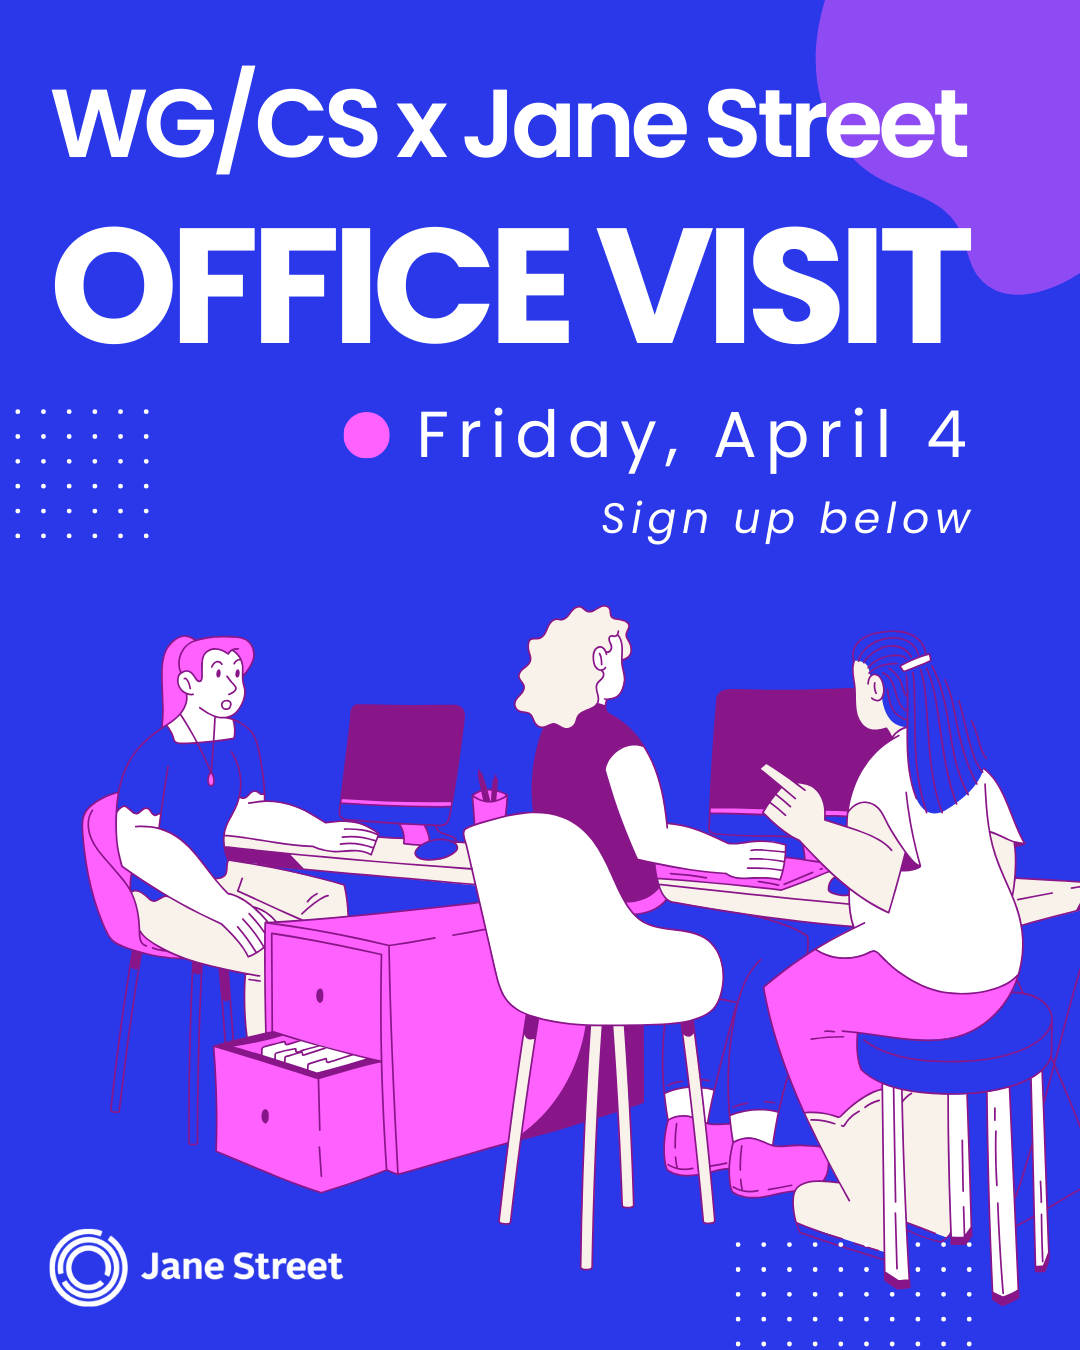 WG/CS x Jane Street
OFFICE VISIT
Friday, April 4
Sign up below
Jane Street